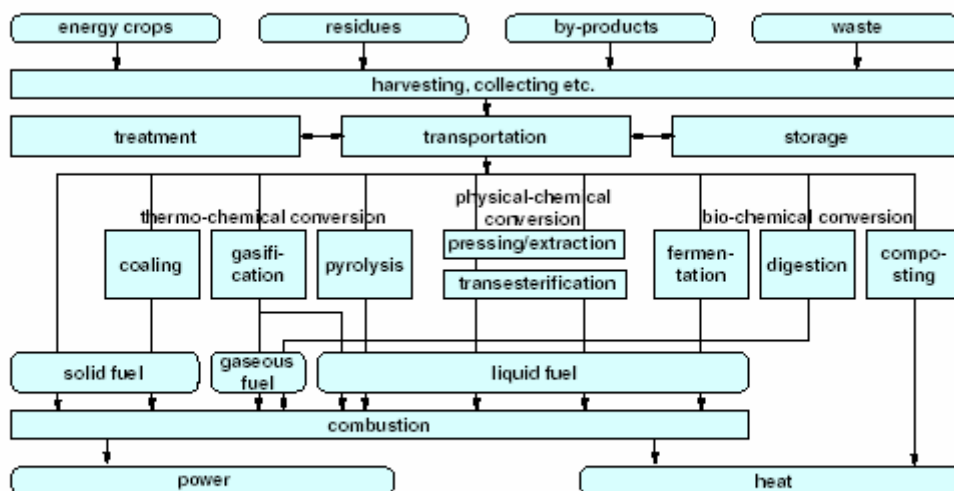 energy crops
residues
by-products
waste
harvesting, collecting etc.
treatment
transportation
storage
thermo-chemical conversion
physical-chemical
conversion
bio-chemical conversion
coaling
gasifi-
cation
pyrolysis
pressing/extraction
transesterification
fermen-
tation
digestion
compo-
sting
solid fuel
gaseous
fuel
liquid fuel
combustion
power
heat